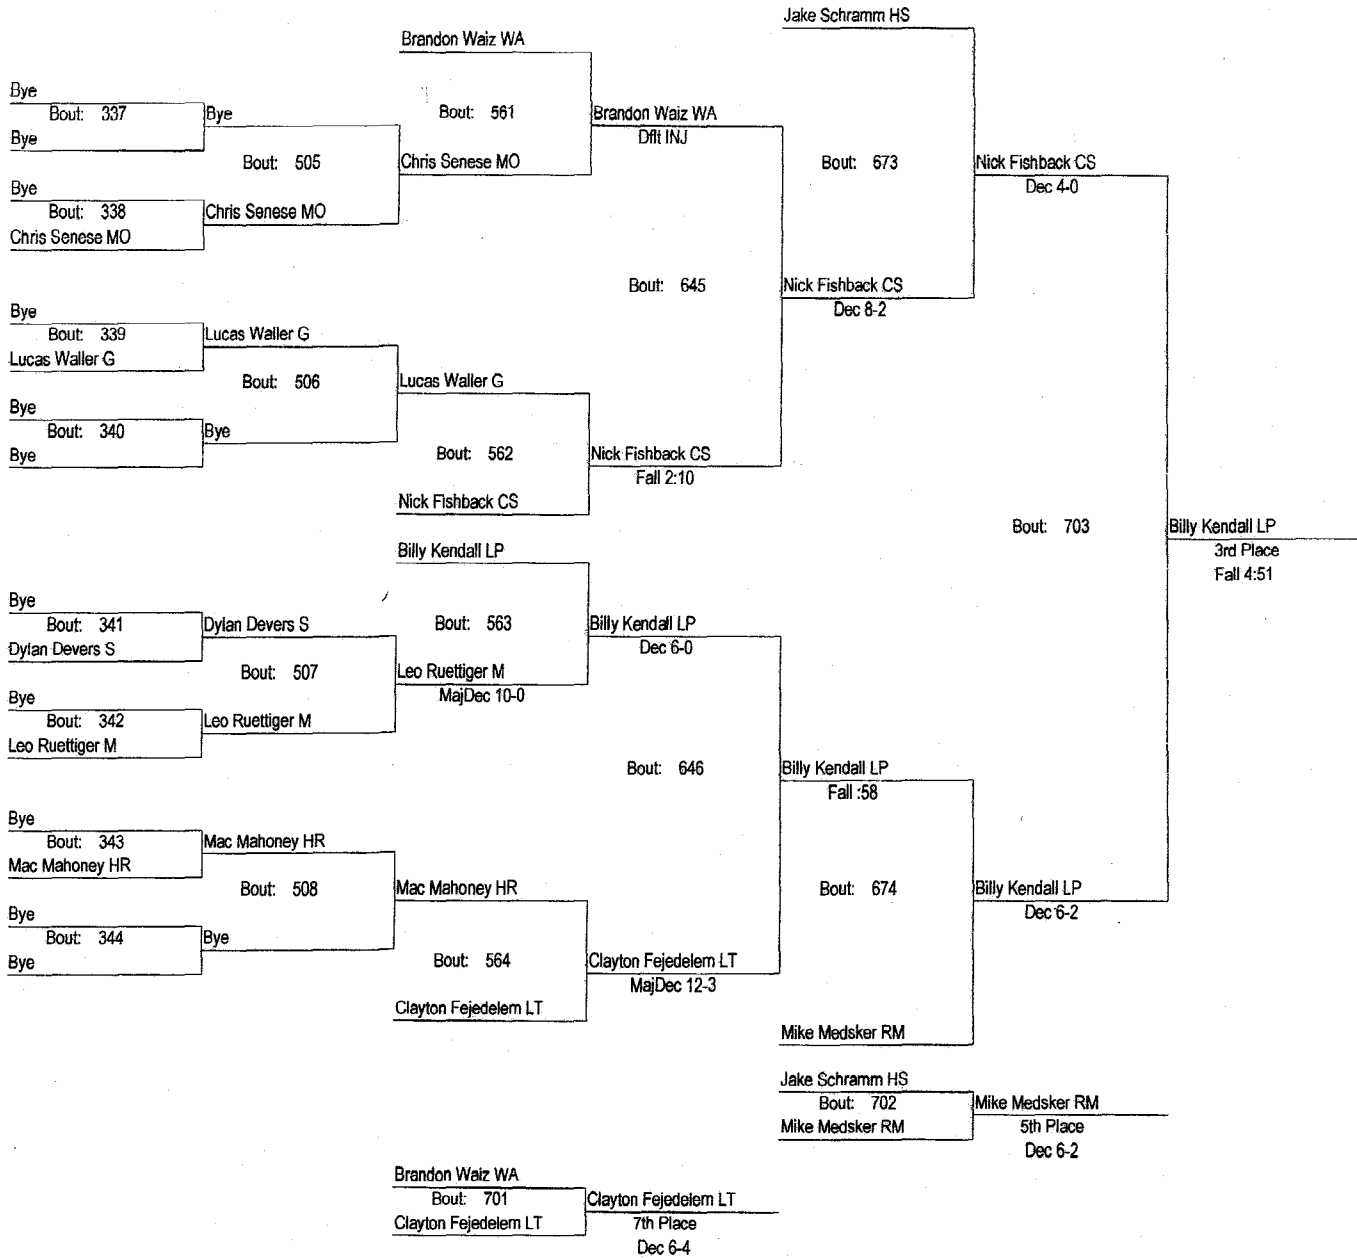 Jake Schramm HS
Brandon Waiz WA
Bye
Bout: 337
Bye
Bye
Bout: 505
Bye
Bout: 338
Chris Senese MO
Chris Senese MO
Bout: 561
Chris Senese MO
Brandon Waiz WA
Dflt INJ
Bout: 673
Nick Fishback CS
Dec 4-0
Bout: 645
Nick Fishback CS
Dec 8-2
Bye
Bout: 339
Lucas Waller G
Lucas Waller G
Bout: 506
Bye
Bout: 340
Bye
Bye
Lucas Waller G
Bout: 562
Nick Fishback CS
Nick Fishback CS
Fall 2:10
Bout: 703
Billy Kendall LP
3rd Place
Fall 4:51
Billy Kendall LP
Bye
Bout: 341
Dylan Devers S
Dylan Devers S
Bout: 507
Bye
Bout: 342
Leo Ruettiger M
Leo Ruettiger M
Bout: 563
Leo Ruettiger M
MajDec 10-0
Billy Kendall LP
Dec 6-0
Bout: 646
Billy Kendall LP
Fall :58
Bye
Bout: 343
Mac Mahoney HR
Mac Mahoney HR
Bout: 508
Bye
Bout: 344
Bye
Bye
Mac Mahoney HR
Bout: 564
Clayton Fejedelem LT
Clayton Fejedelem LT
MajDec 12-3
Bout: 674
Billy Kendall LP
Dec 6-2
Mike Medsker RM
Jake Schramm HS
Bout: 702
Mike Medsker RM
Mike Medsker RM
5th Place
Dec 6-2
Brandon Waiz WA
Bout: 701
Clayton Fejedelem LT
Clayton Fejedelem LT
7th Place
Dec 6-4